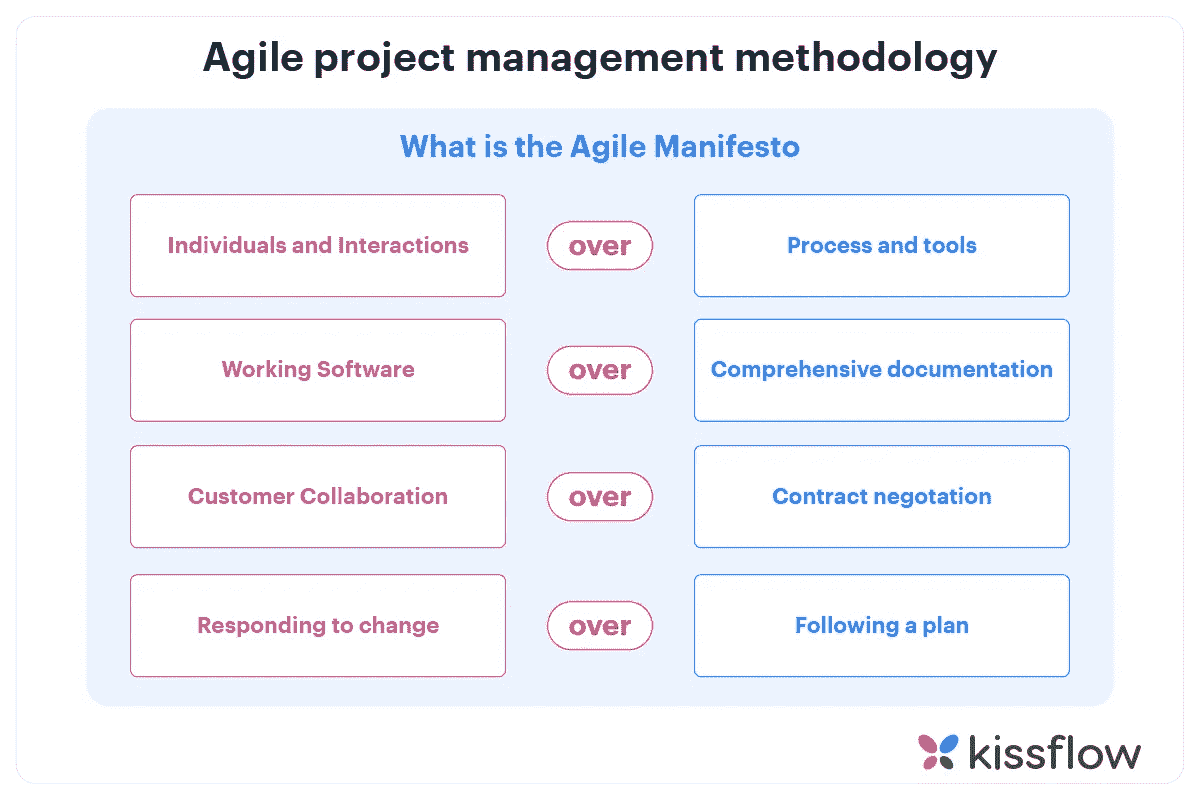 Agile project management methodology
What is the Agile Manifesto
Individuals and Interactions over Process and tools
Working Software over Comprehensive documentation
Customer Collaboration over Contract negotation
Responding to change over Following a plan
kissflow